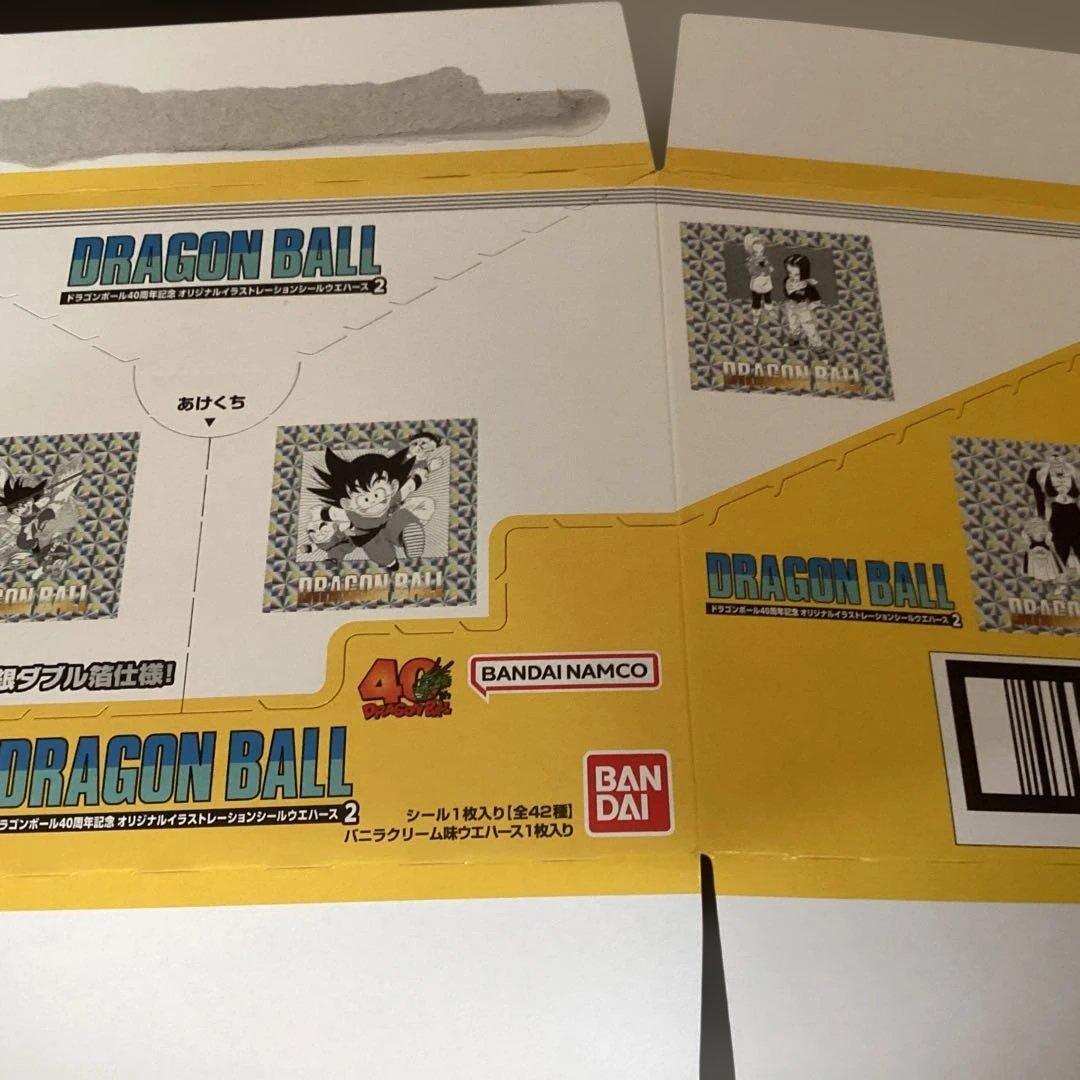 DRAGON BALL
ドラゴンボール40周年記念 オリジナルイラストレーションシールウエハース2
あけくち
DRAGON BALL
DRAGON BALL
DRAGON BALL
ドラゴンボール40周年記念 オリジナルイラストレーションシールウエハース2
銀ダブル箔仕様!
40th
DRAGON BALL
BANDAI NAMCO
DRAGON BALL
ラゴンボール40周年記念 オリジナルイラストレーションシールウエハース2
シール1枚入り[全42種]
バニラクリーム味ウエハース1枚入り
BAN
DAI